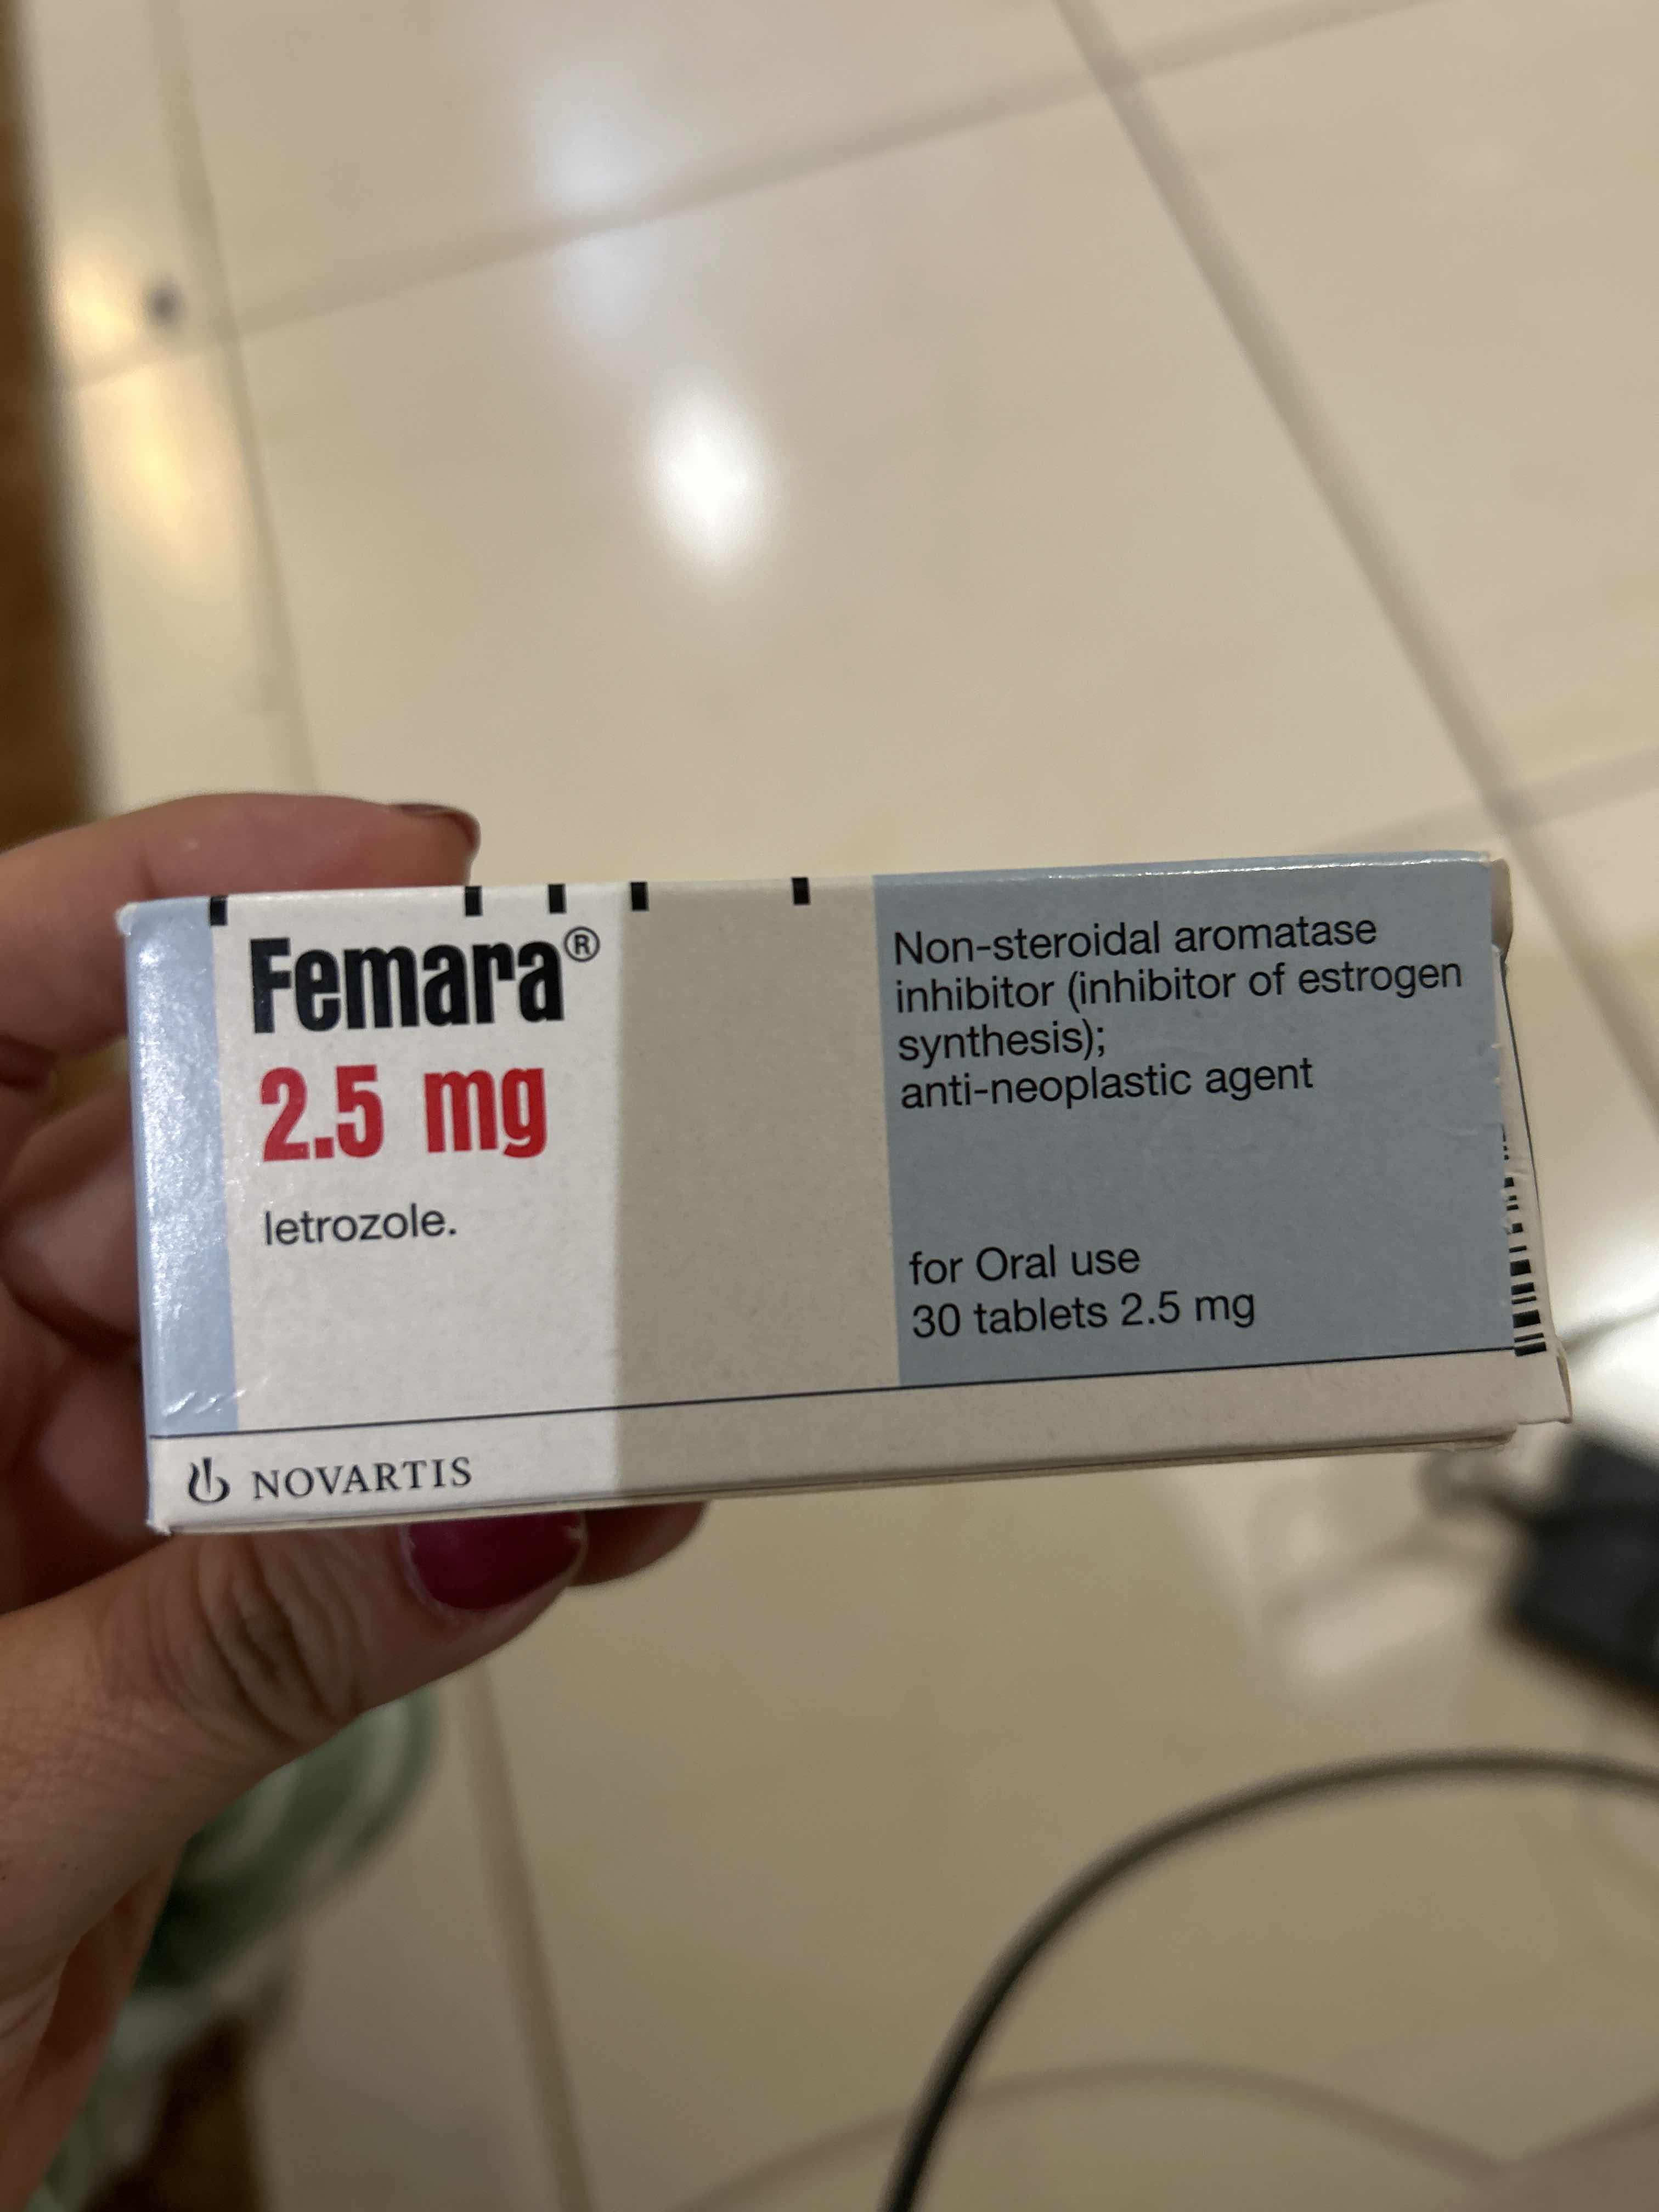 Femara®
2.5 mg
letrozole.
Non-steroidal aromatase
inhibitor (inhibitor of estrogen
synthesis);
anti-neoplastic agent
for Oral use
30 tablets 2.5 mg
NOVARTIS